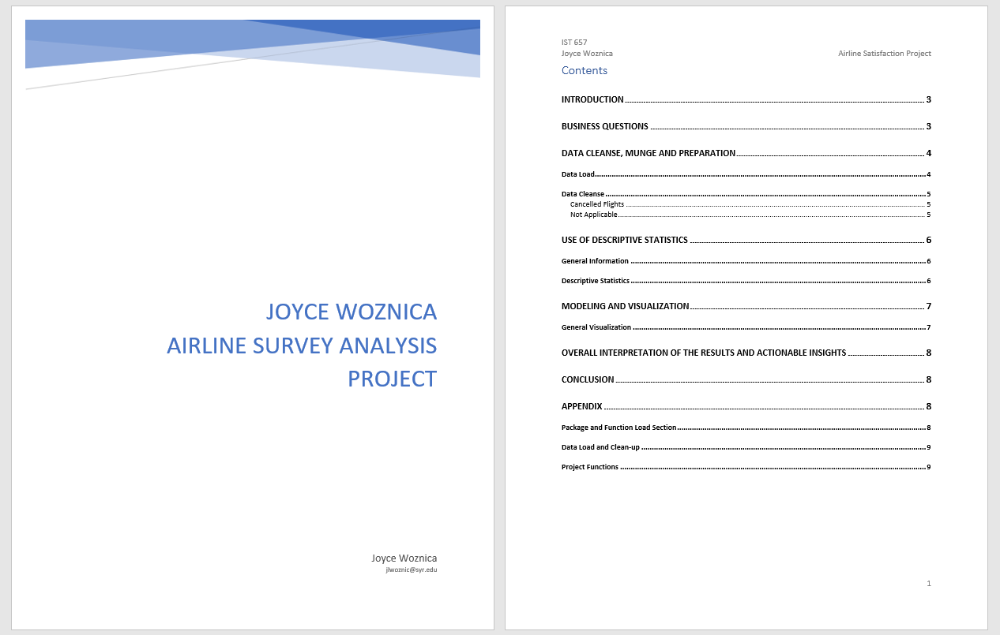 JOYCE WOZNICA
AIRLINE SURVEY ANALYSIS
PROJECT
Joyce Woznica
jlwoznic@syr.edu
IST 657
Joyce Woznica Airline Satisfaction Project
Contents
INTRODUCTION 3
BUSINESS QUESTIONS 3
DATA CLEANSE, MUNGE AND PREPARATION 4
Data Load 4
Data Cleanse 5
Cancelled Flights 5
Not Applicable 5
USE OF DESCRIPTIVE STATISTICS 6
General Information 6
Descriptive Statistics 6
MODELING AND VISUALIZATION 7
General Visualization 7
OVERALL INTERPRETATION OF THE RESULTS AND ACTIONABLE INSIGHTS 8
CONCLUSION 8
APPENDIX 8
Package and Function Load Section 8
Data Load and Clean-up 9
Project Functions 9
1